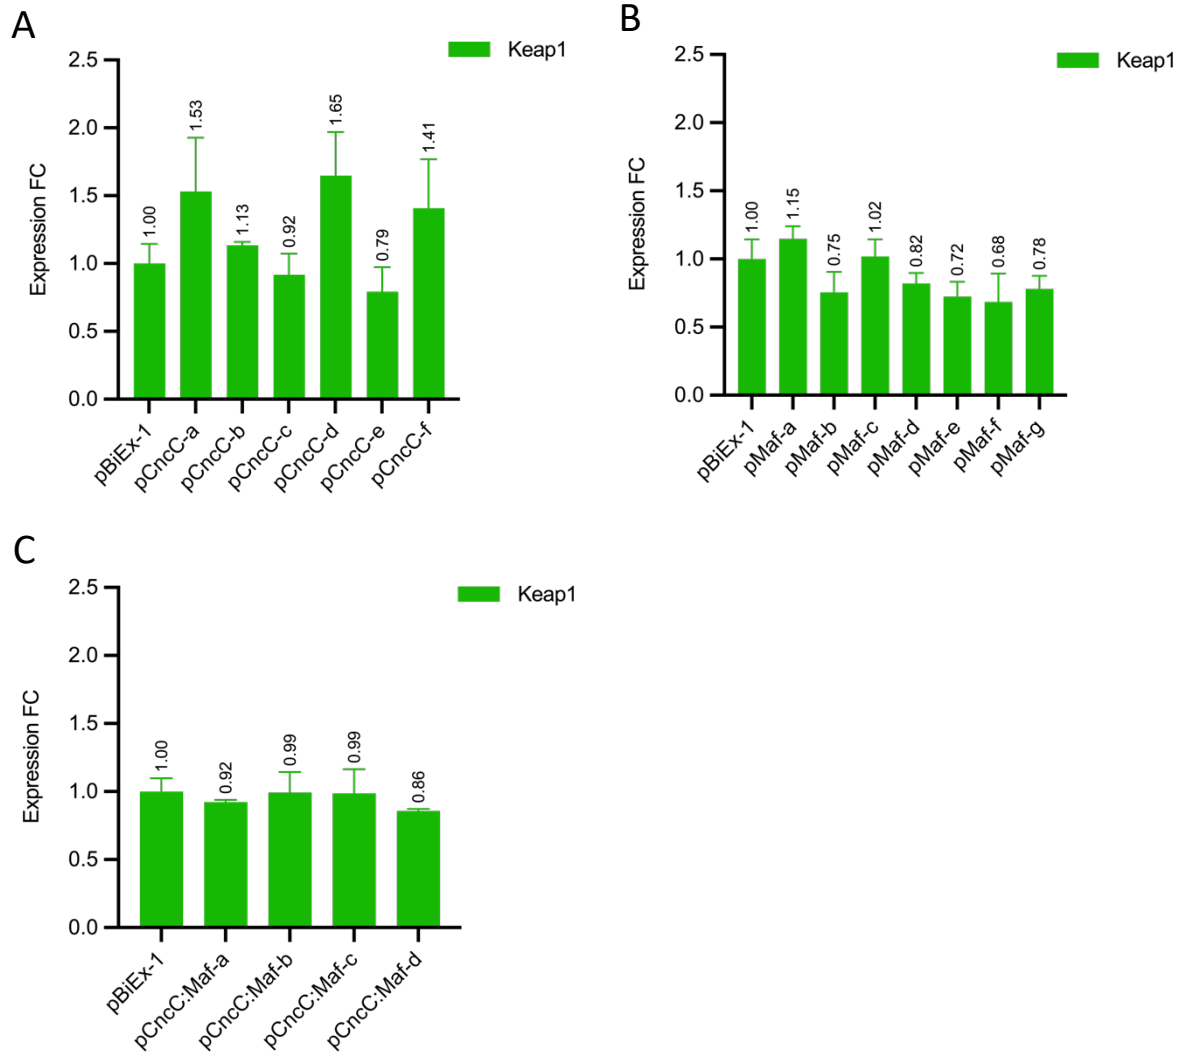 A
Keap1
Expression FC
2.5
2.0
1.5
1.0
0.5
0.0
1.00
1.53
1.13
0.92
1.65
0.79
1.41
pBiEx-1
pCncC-a
pCncC-b
pCncC-c
pCncC-d
pCncC-e
pCncC-f
B
Keap1
Expression FC
2.5
2.0
1.5
1.0
0.5
0.0
1.00
1.15
0.75
1.02
0.82
0.72
0.68
0.78
pBiEx-1
pMaf-a
pMaf-b
pMaf-c
pMaf-d
pMaf-e
pMaf-f
pMaf-g
C
Keap1
Expression FC
2.5
2.0
1.5
1.0
0.5
0.0
1.00
0.92
0.99
0.99
0.86
pBiEx-1
pCncC:Maf-a
pCncC:Maf-b
pCncC:Maf-c
pCncC:Maf-d